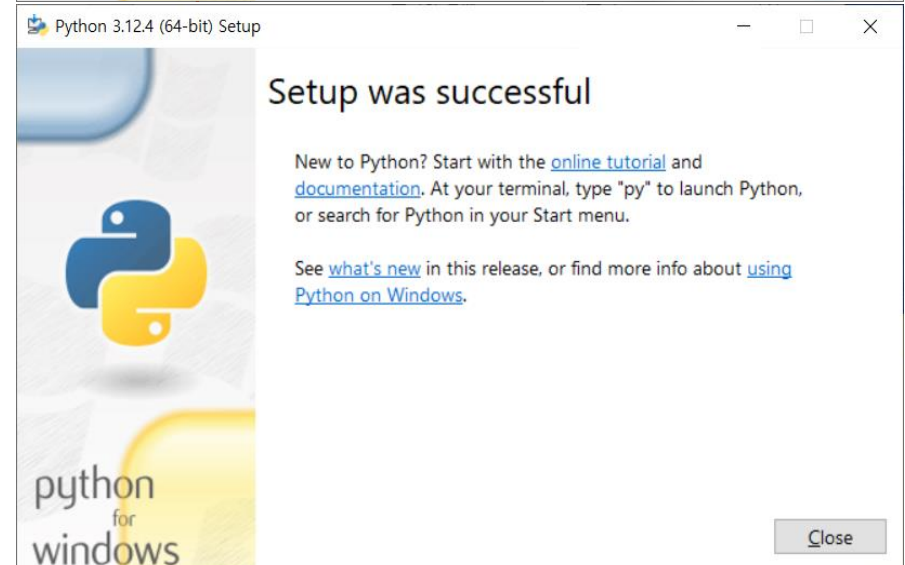 Python 3.12.4 (64-bit) Setup
Setup was successful
New to Python? Start with the online tutorial and
documentation. At your terminal, type "py" to launch Python,
or search for Python in your Start menu.
See what's new in this release, or find more info about using
Python on Windows.
python
for
windows
Close